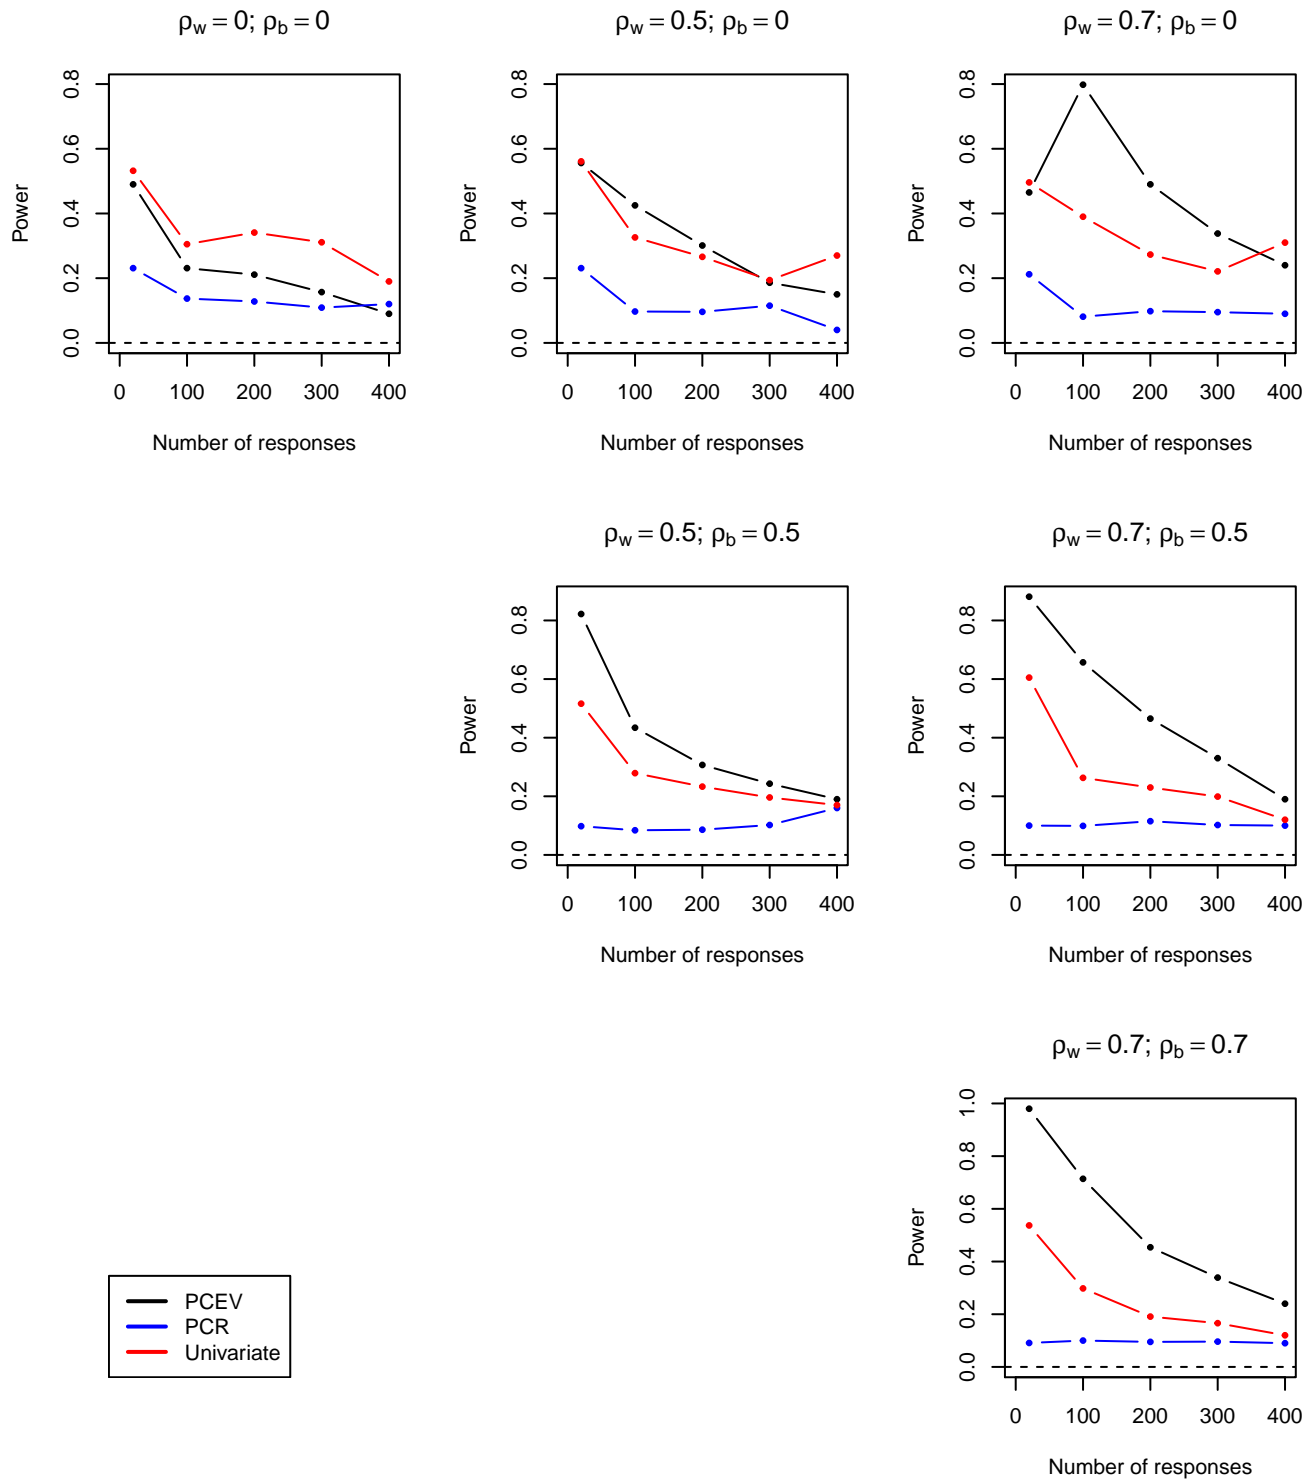 ρw = 0; ρb = 0
0.0 0.2 0.4 0.6 0.8
Power
0 100 200 300 400
Number of responses
ρw = 0.5; ρb = 0
0.0 0.2 0.4 0.6 0.8
Power
0 100 200 300 400
Number of responses
ρw = 0.7; ρb = 0
0.0 0.2 0.4 0.6 0.8
Power
0 100 200 300 400
Number of responses
ρw = 0.5; ρb = 0.5
0.0 0.2 0.4 0.6 0.8
Power
0 100 200 300 400
Number of responses
ρw = 0.7; ρb = 0.5
0.0 0.2 0.4 0.6 0.8
Power
0 100 200 300 400
Number of responses
ρw = 0.7; ρb = 0.7
0.0 0.2 0.4 0.6 0.8 1.0
Power
0 100 200 300 400
Number of responses
PCEV
PCR
Univariate